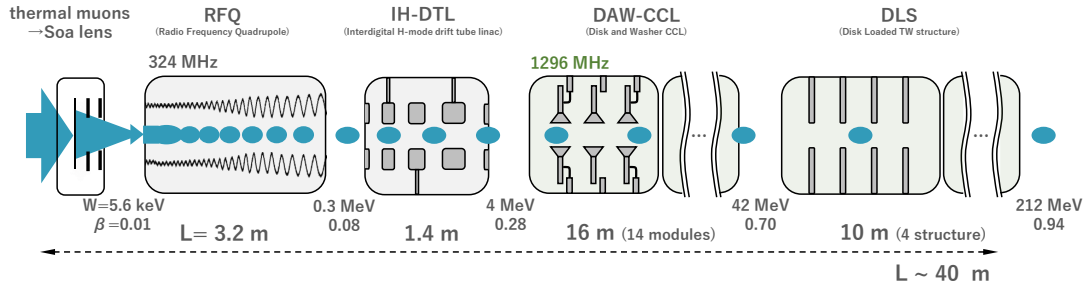 thermal muons
→Soa lens
RFQ
(Radio Frequency Quadrupole)
IH-DTL
(Interdigital H-mode drift tube linac)
DAW-CCL
(Disk and Washer CCL)
DLS
(Disk Loaded TW structure)
324 MHz
1296 MHz
...
...
W=5.6 keV
β=0.01
L= 3.2 m
0.3 MeV
0.08
1.4 m
4 MeV
0.28
16 m (14 modules)
42 MeV
0.70
10 m (4 structure)
212 MeV
0.94
L ~ 40 m